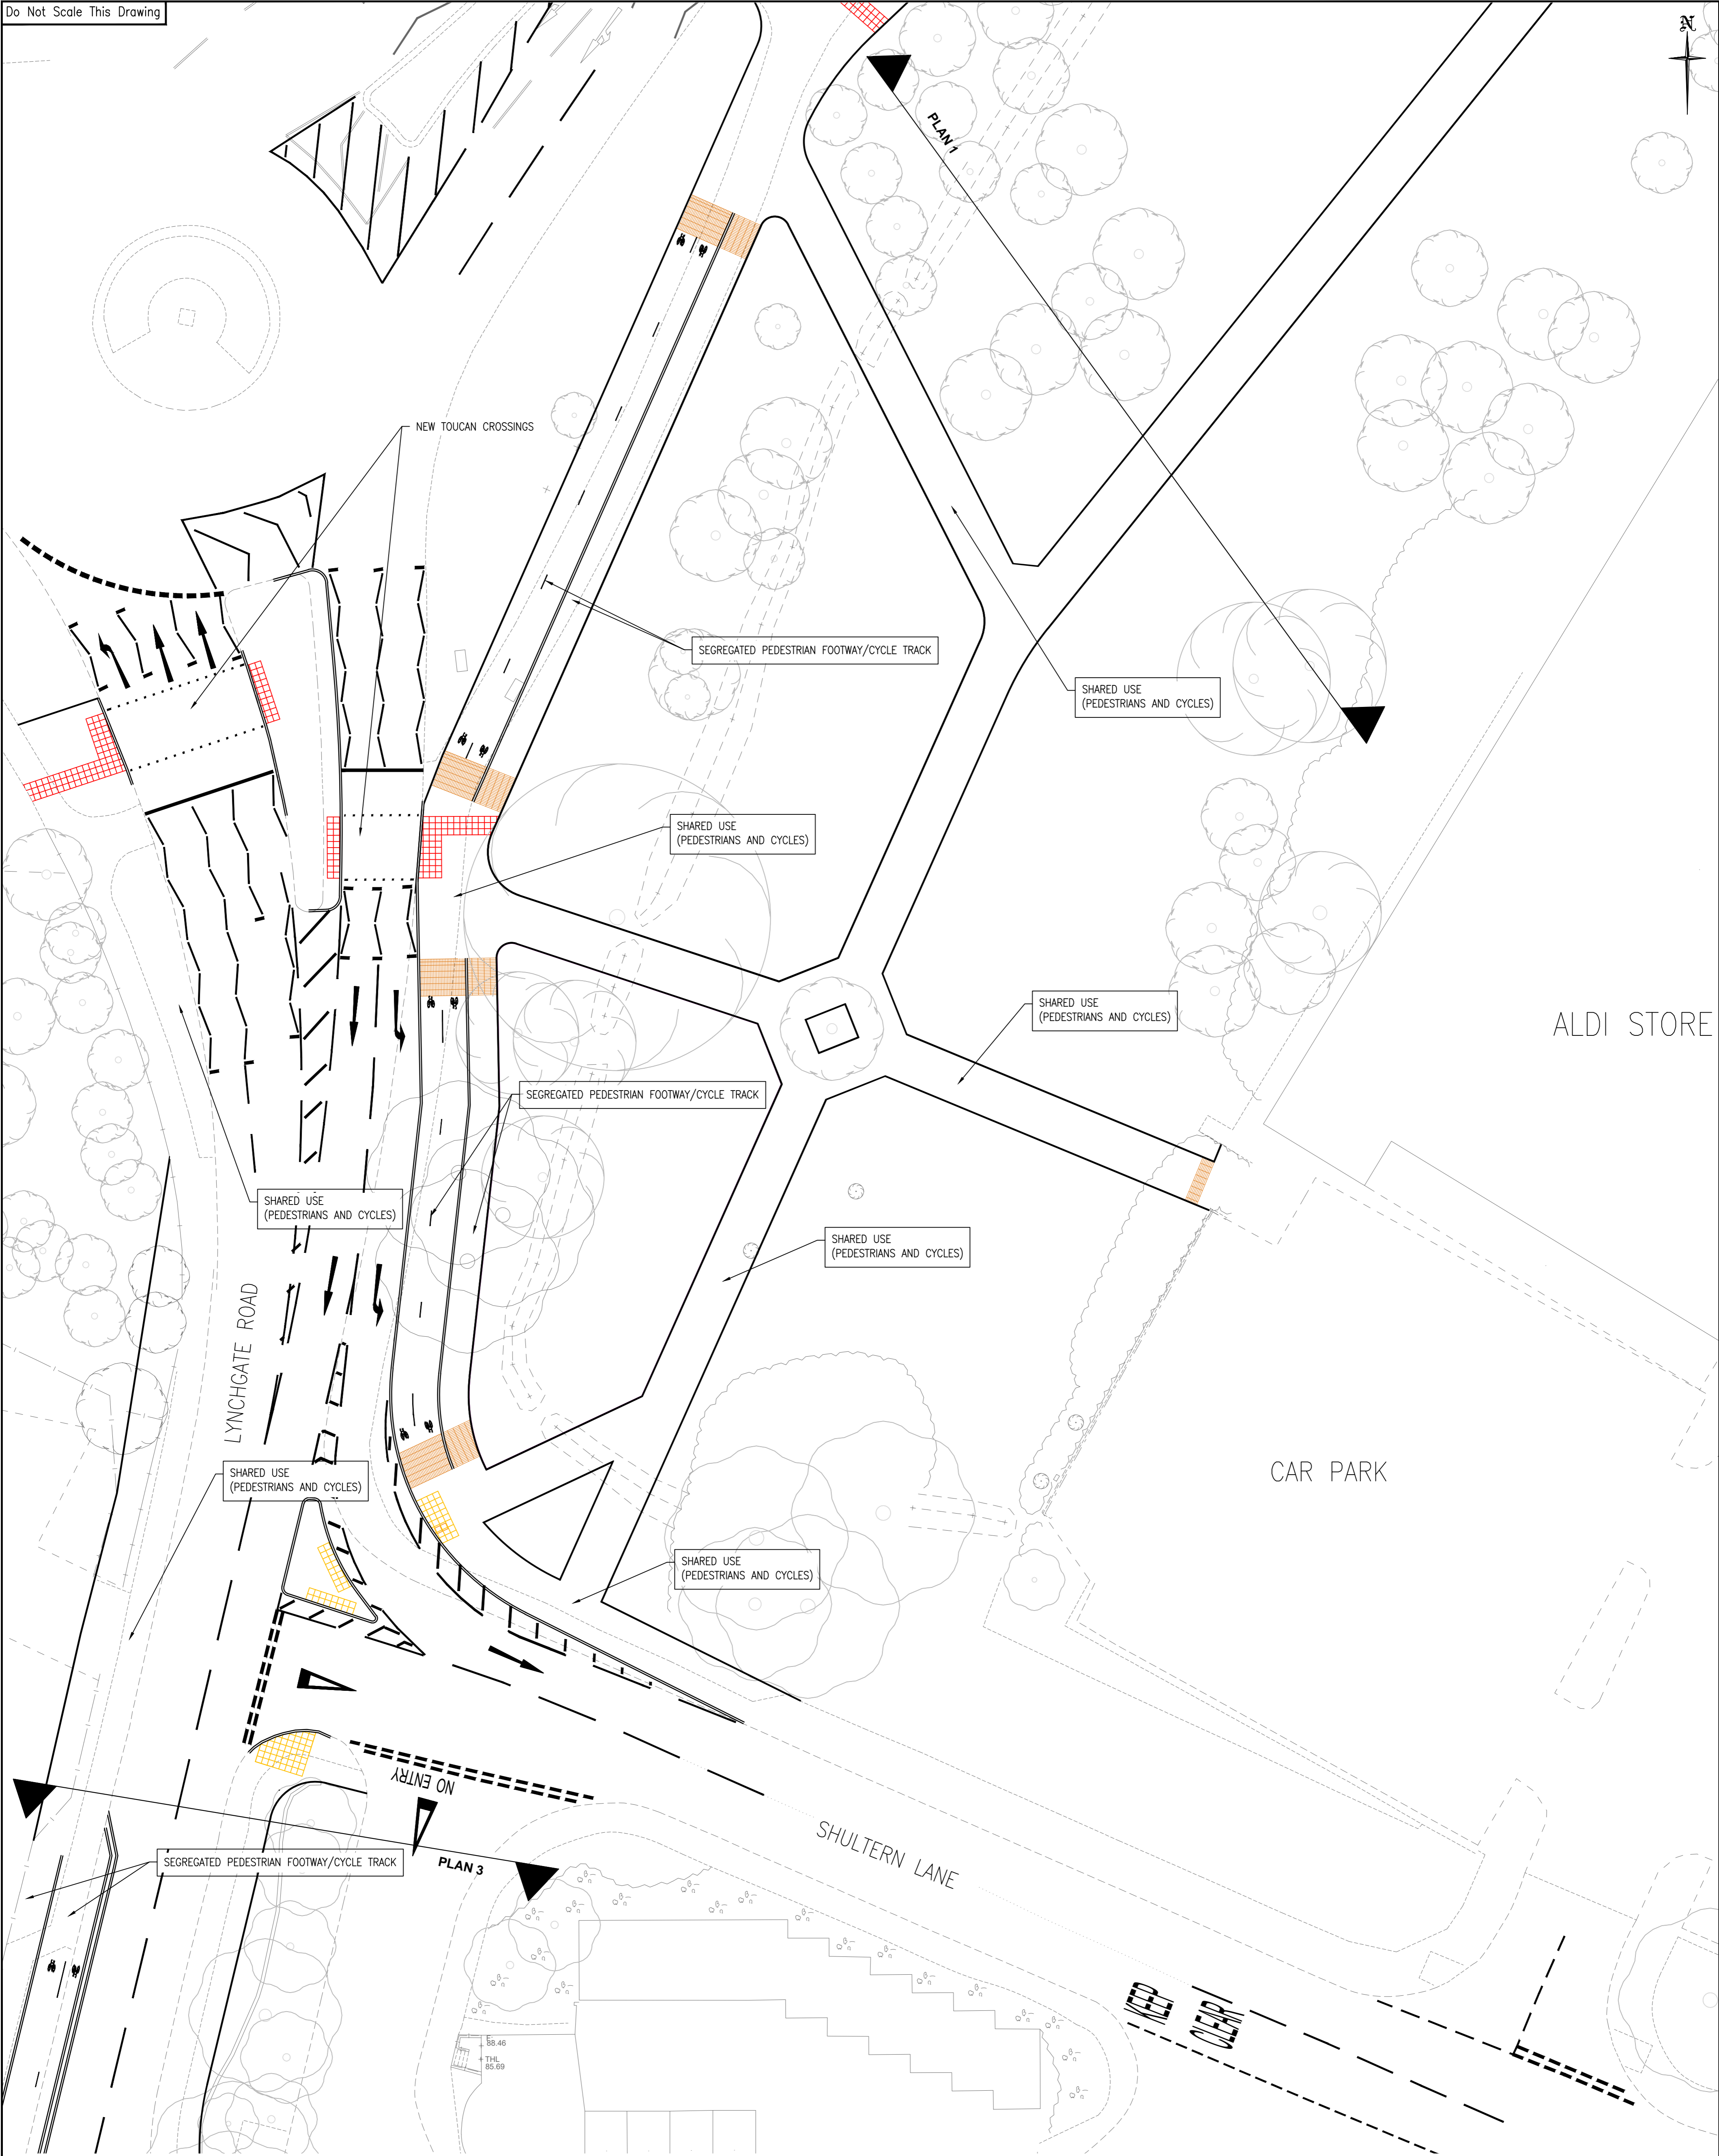 Do Not Scale This Drawing
N
PLAN 1
NEW TOUCAN CROSSINGS
SEGREGATED PEDESTRIAN FOOTWAY/CYCLE TRACK
SHARED USE
(PEDESTRIANS AND CYCLES)
SHARED USE
(PEDESTRIANS AND CYCLES)
SHARED USE
(PEDESTRIANS AND CYCLES)
ALDI STORE
SEGREGATED PEDESTRIAN FOOTWAY/CYCLE TRACK
SHARED USE
(PEDESTRIANS AND CYCLES)
SHARED USE
(PEDESTRIANS AND CYCLES)
LYNCHGATE ROAD
CAR PARK
SHARED USE
(PEDESTRIANS AND CYCLES)
SHARED USE
(PEDESTRIANS AND CYCLES)
NO ENTRY
SHULTERN LANE
SEGREGATED PEDESTRIAN FOOTWAY/CYCLE TRACK
PLAN 3
KEEP
CLEAR
E
88.46
THL
85.69